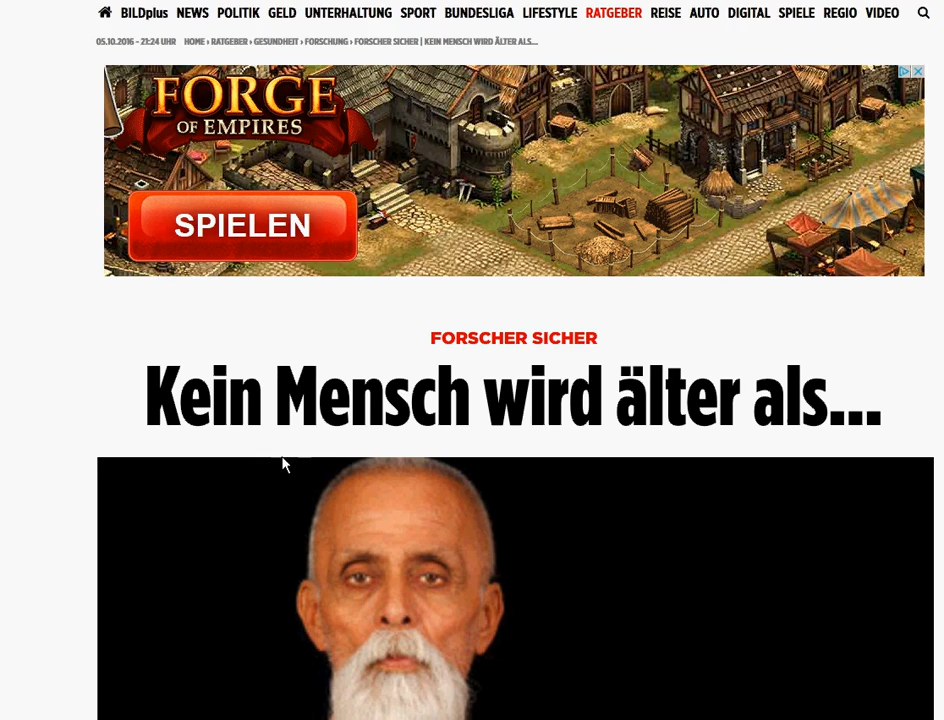 BILDplus NEWS POLITIK GELD UNTERHALTUNG SPORT BUNDESLIGA LIFESTYLE RATGEBER REISE AUTO DIGITAL SPIELE REGIO VIDEO
05.10.2016 - 21:24 UHR HOME › RATGEBER › GESUNDHEIT › FORSCHUNG › FORSCHER SICHER | KEIN MENSCH WIRD ÄLTER ALS...
FORGE
OF EMPIRES
SPIELEN
FORSCHER SICHER
Kein Mensch wird älter als...